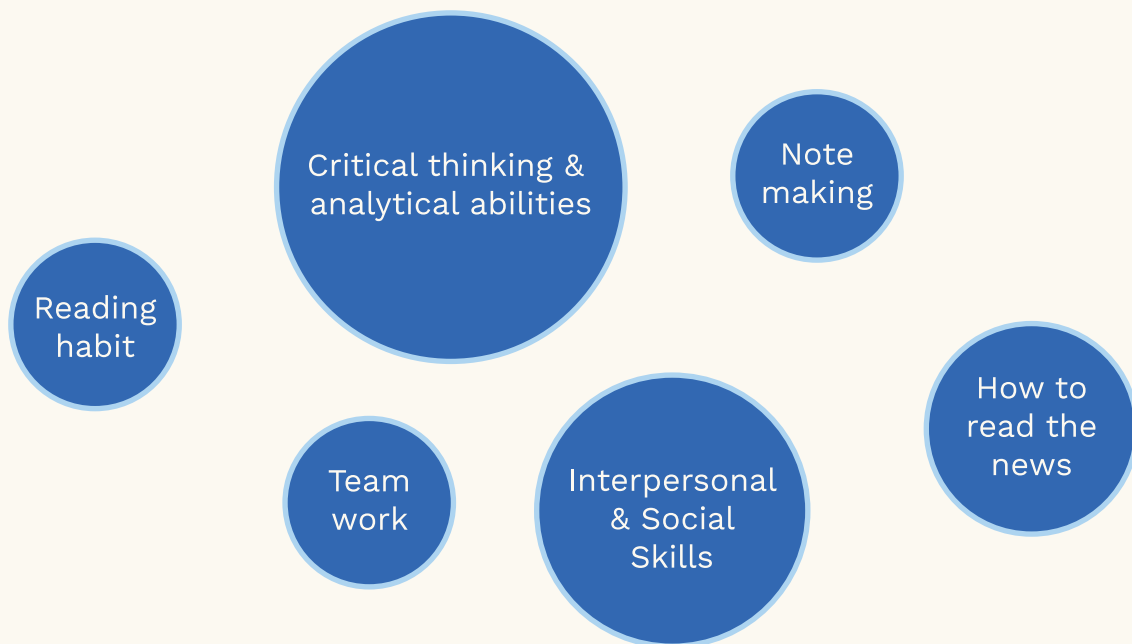 Critical thinking &
analytical abilities
Note
making
Reading
habit
How to
read the
news
Team
work
Interpersonal
& Social
Skills